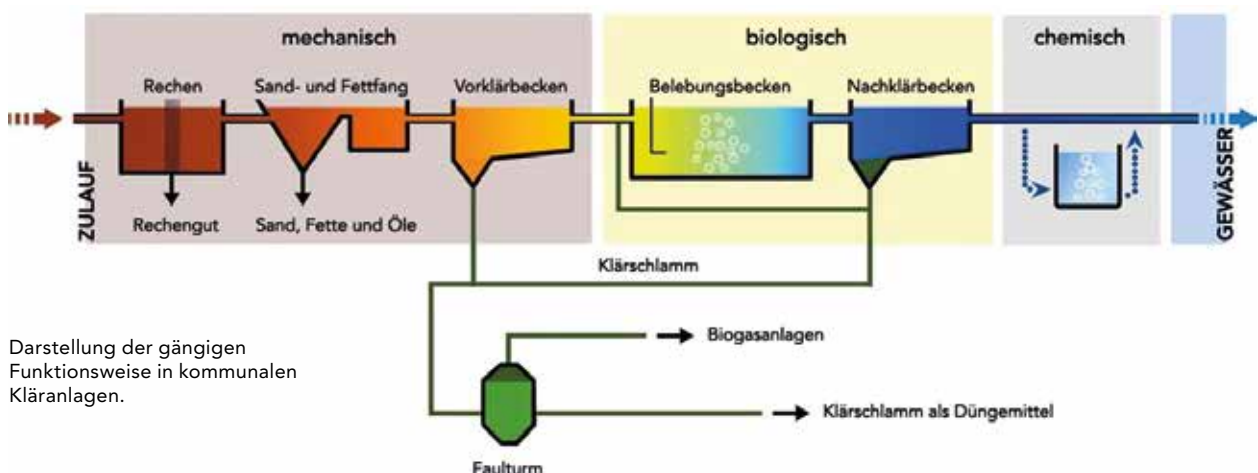 mechanisch
biologisch
chemisch
Rechen
Sand- und Fettfang
Vorklärbecken
Belebungsbecken
Nachklärbecken
ZULAUF
GEWÄSSER
Rechengut
Sand, Fette und Öle
Klärschlamm
Biogasanlagen
Darstellung der gängigen
Funktionsweise in kommunalen
Kläranlagen.
Klärschlamm als Düngemittel
Faulturm